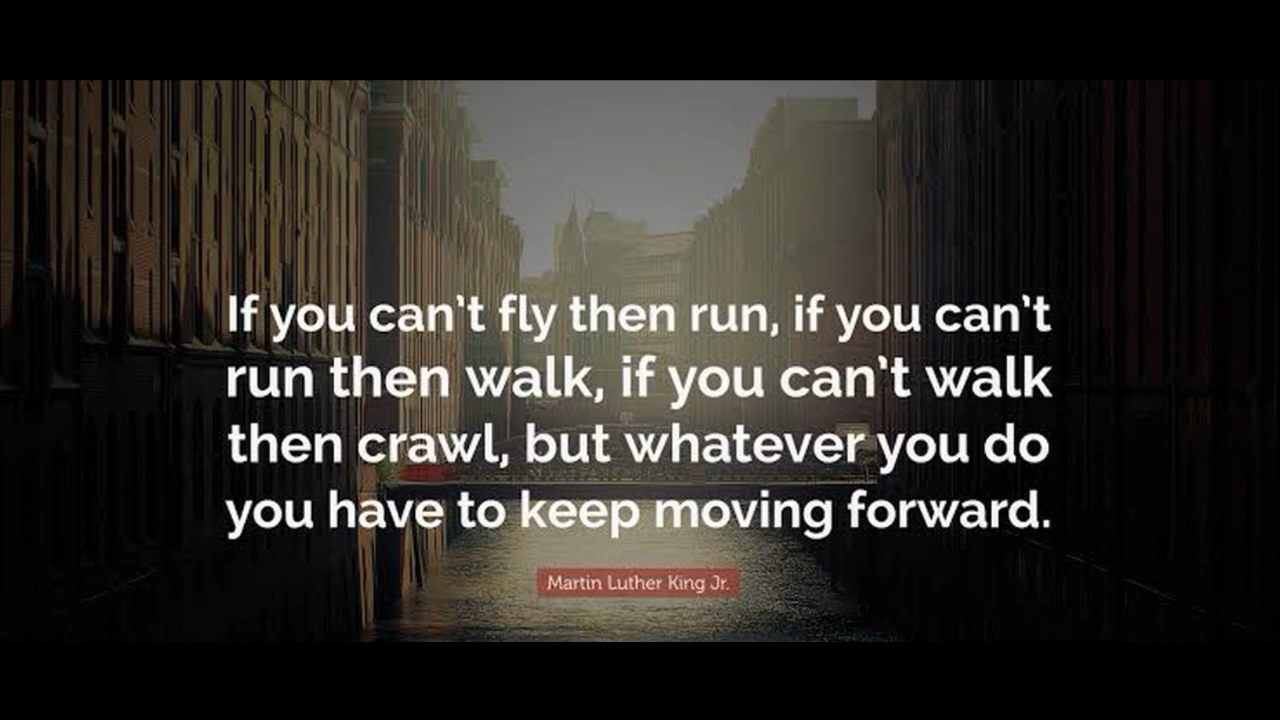 If you can’t fly then run, if you can’t
run then walk, if you can’t walk
then crawl, but whatever you do
you have to keep moving forward.
Martin Luther King Jr.